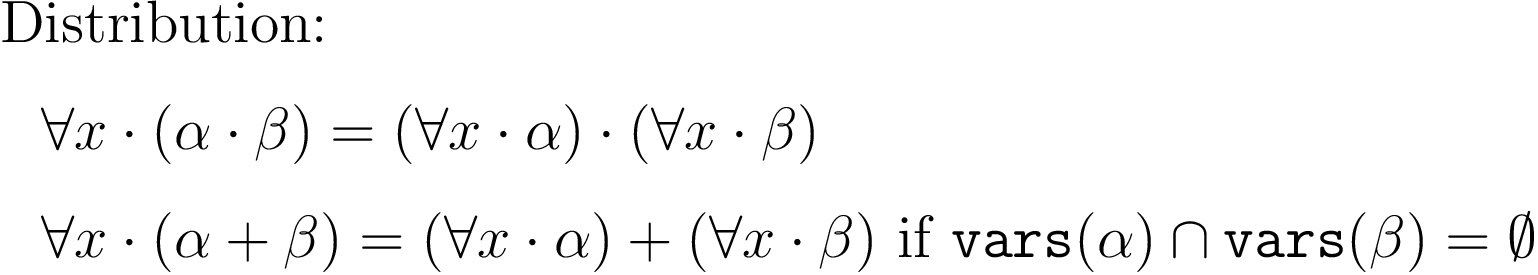 Distribution:
∀x · (α · β) = (∀x · α) · (∀x · β)
∀x · (α + β) = (∀x · α) + (∀x · β) if vars(α) ∩ vars(β) = ∅